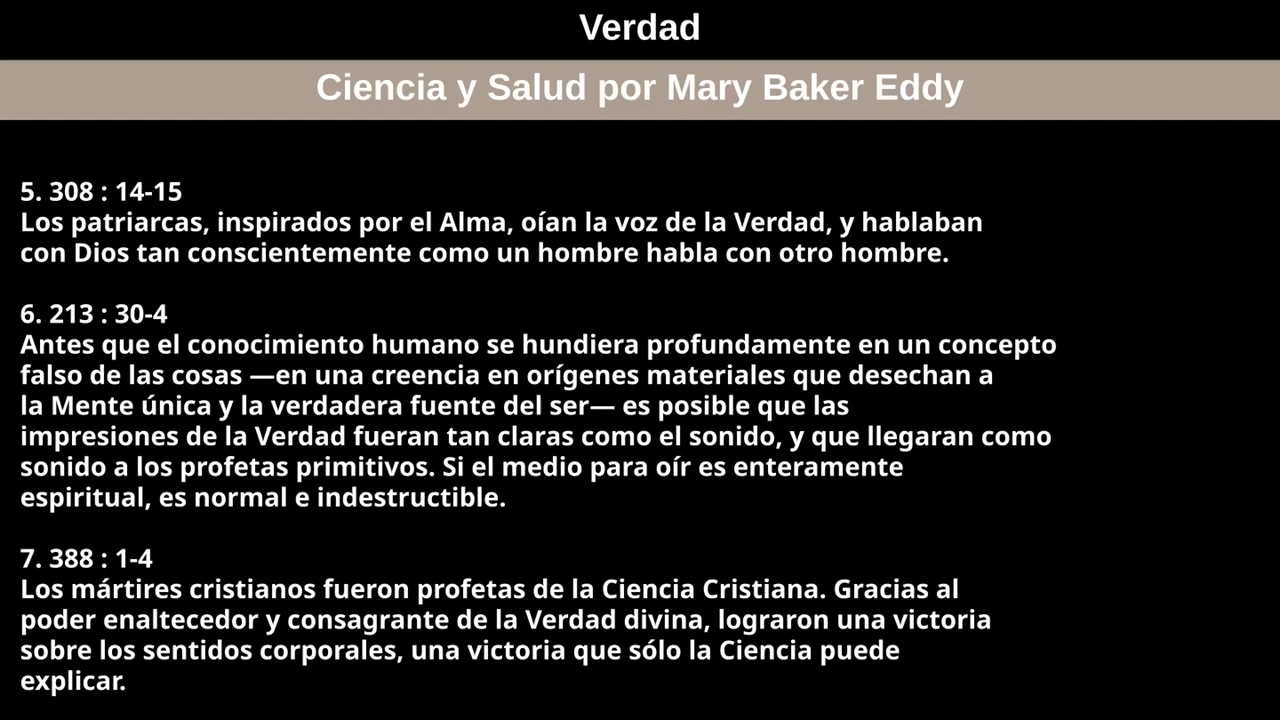 Verdad
Ciencia y Salud por Mary Baker Eddy
5. 308 : 14-15
Los patriarcas, inspirados por el Alma, oían la voz de la Verdad, y hablaban
con Dios tan conscientemente como un hombre habla con otro hombre.
6. 213 : 30-4
Antes que el conocimiento humano se hundiera profundamente en un concepto
falso de las cosas —en una creencia en orígenes materiales que desechan a
la Mente única y la verdadera fuente del ser— es posible que las
impresiones de la Verdad fueran tan claras como el sonido, y que llegaran como
sonido a los profetas primitivos. Si el medio para oír es enteramente
espiritual, es normal e indestructible.
7. 388 : 1-4
Los mártires cristianos fueron profetas de la Ciencia Cristiana. Gracias al
poder enaltecedor y consagrante de la Verdad divina, lograron una victoria
sobre los sentidos corporales, una victoria que sólo la Ciencia puede
explicar.